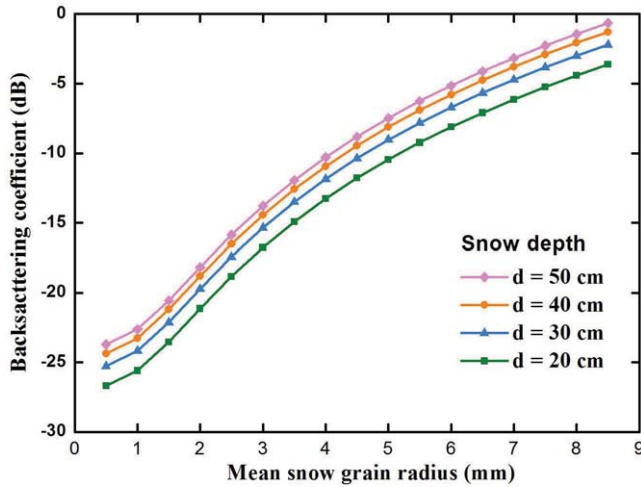 0
-5
-10
-15
-20
-25
-30
Backsacttering coefficient (dB)
Snow depth
d = 50 cm
d = 40 cm
d = 30 cm
d = 20 cm
0 1 2 3 4 5 6 7 8 9
Mean snow grain radius (mm)